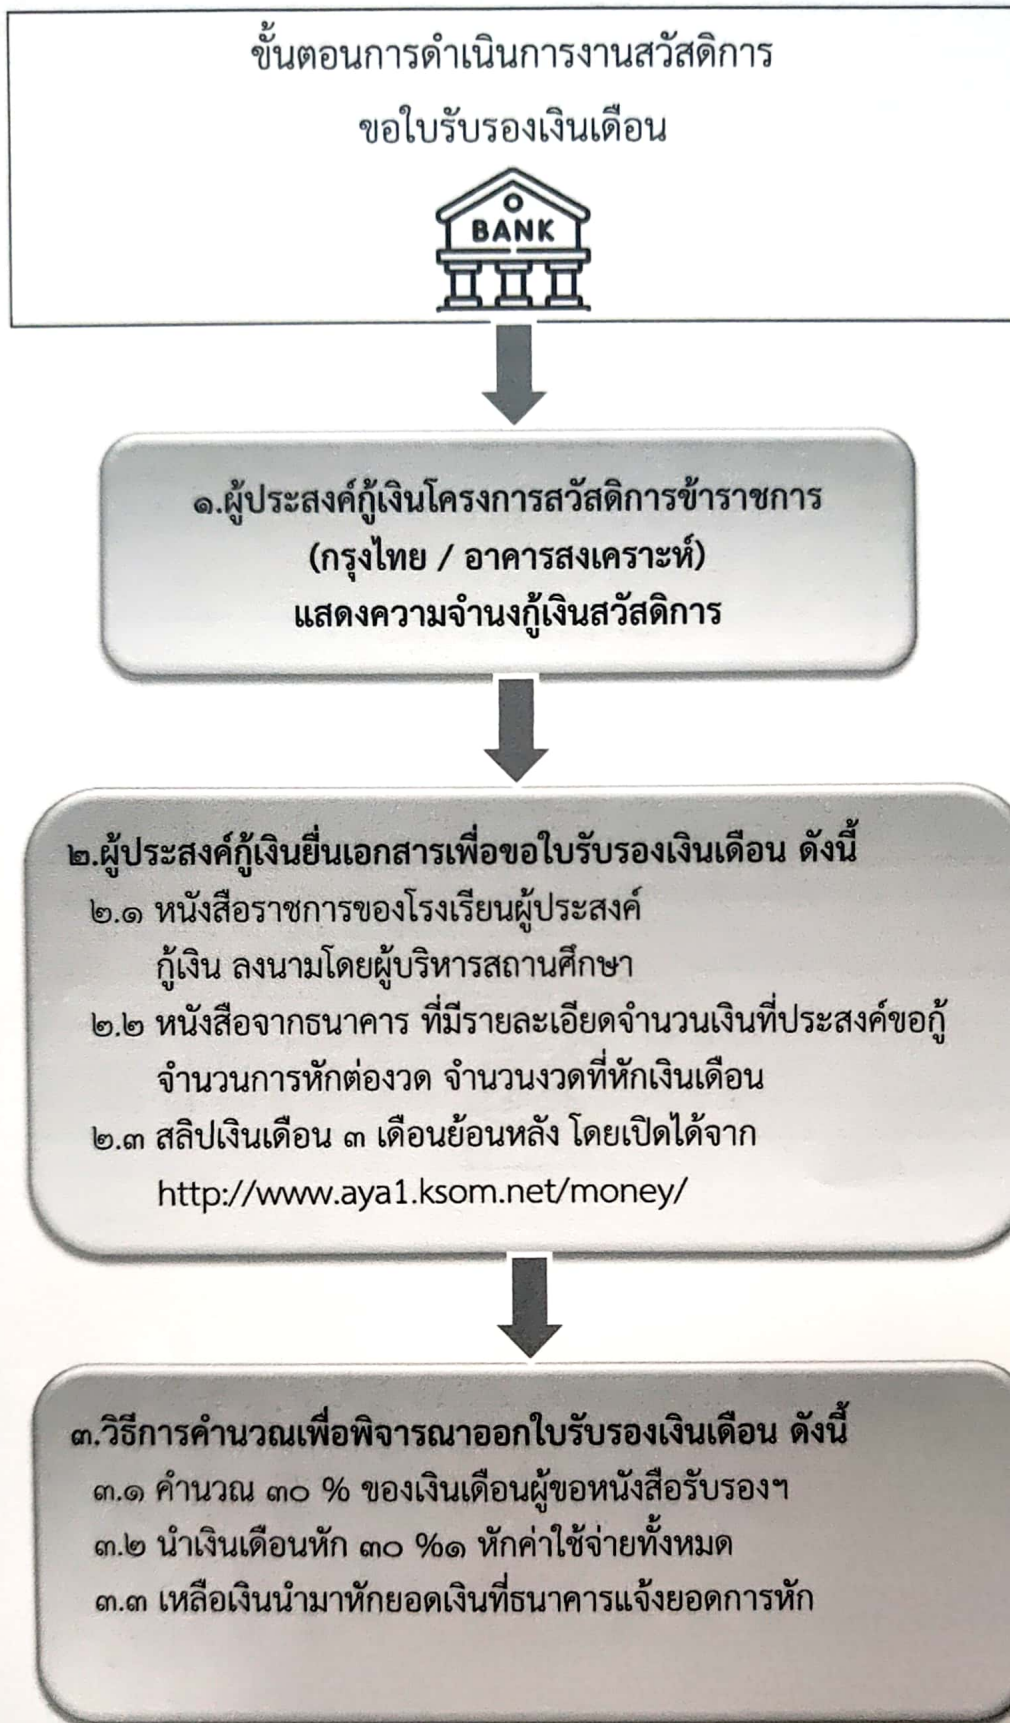 ขั้นตอนการดำเนินการงานสวัสดิการ
ขอใบรับรองเงินเดือน
BANK
๑.ผู้ประสงค์กู้เงินโครงการสวัสดิการข้าราชการ
(กรุงไทย / อาคารสงเคราะห์)
แสดงความจำนงกู้เงินสวัสดิการ
๒.ผู้ประสงค์กู้เงินยื่นเอกสารเพื่อขอใบรับรองเงินเดือน ดังนี้
๒.๑ หนังสือราชการของโรงเรียนผู้ประสงค์
กู้เงิน ลงนามโดยผู้บริหารสถานศึกษา
๒.๒ หนังสือจากธนาคาร ที่มีรายละเอียดจำนวนเงินที่ประสงค์ขอกู้
จำนวนการหักต่องวด จำนวนงวดที่หักเงินเดือน
๒.๓ สลิปเงินเดือน ๓ เดือนย้อนหลัง โดยเปิดได้จาก
http://www.aya1.ksom.net/money/
๓.วิธีการคำนวณเพื่อพิจารณาออกใบรับรองเงินเดือน ดังนี้
๓.๑ คำนวณ ๓๐ % ของเงินเดือนผู้ขอหนังสือรับรองฯ
๓.๒ นำเงินเดือนหัก ๓๐ %๑ หักค่าใช้จ่ายทั้งหมด
๓.๓ เหลือเงินนำมาหักยอดเงินที่ธนาคารแจ้งยอดการหัก